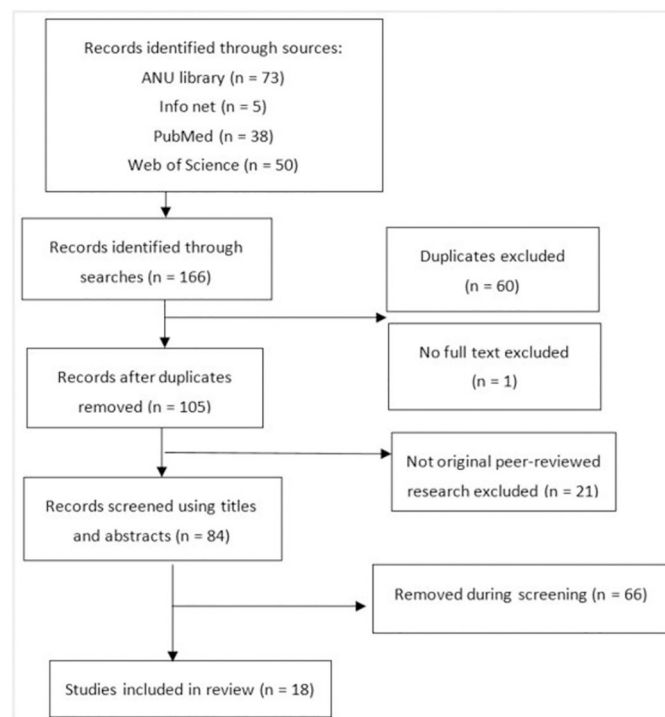 Records identified through sources:
ANU library (n = 73)
Info net (n = 5)
PubMed (n = 38)
Web of Science (n = 50)
Records identified through
searches (n = 166)
Duplicates excluded
(n = 60)
No full text excluded
(n = 1)
Records after duplicates
removed (n = 105)
Not original peer-reviewed
research excluded (n = 21)
Records screened using titles
and abstracts (n = 84)
Removed during screening (n = 66)
Studies included in review (n = 18)